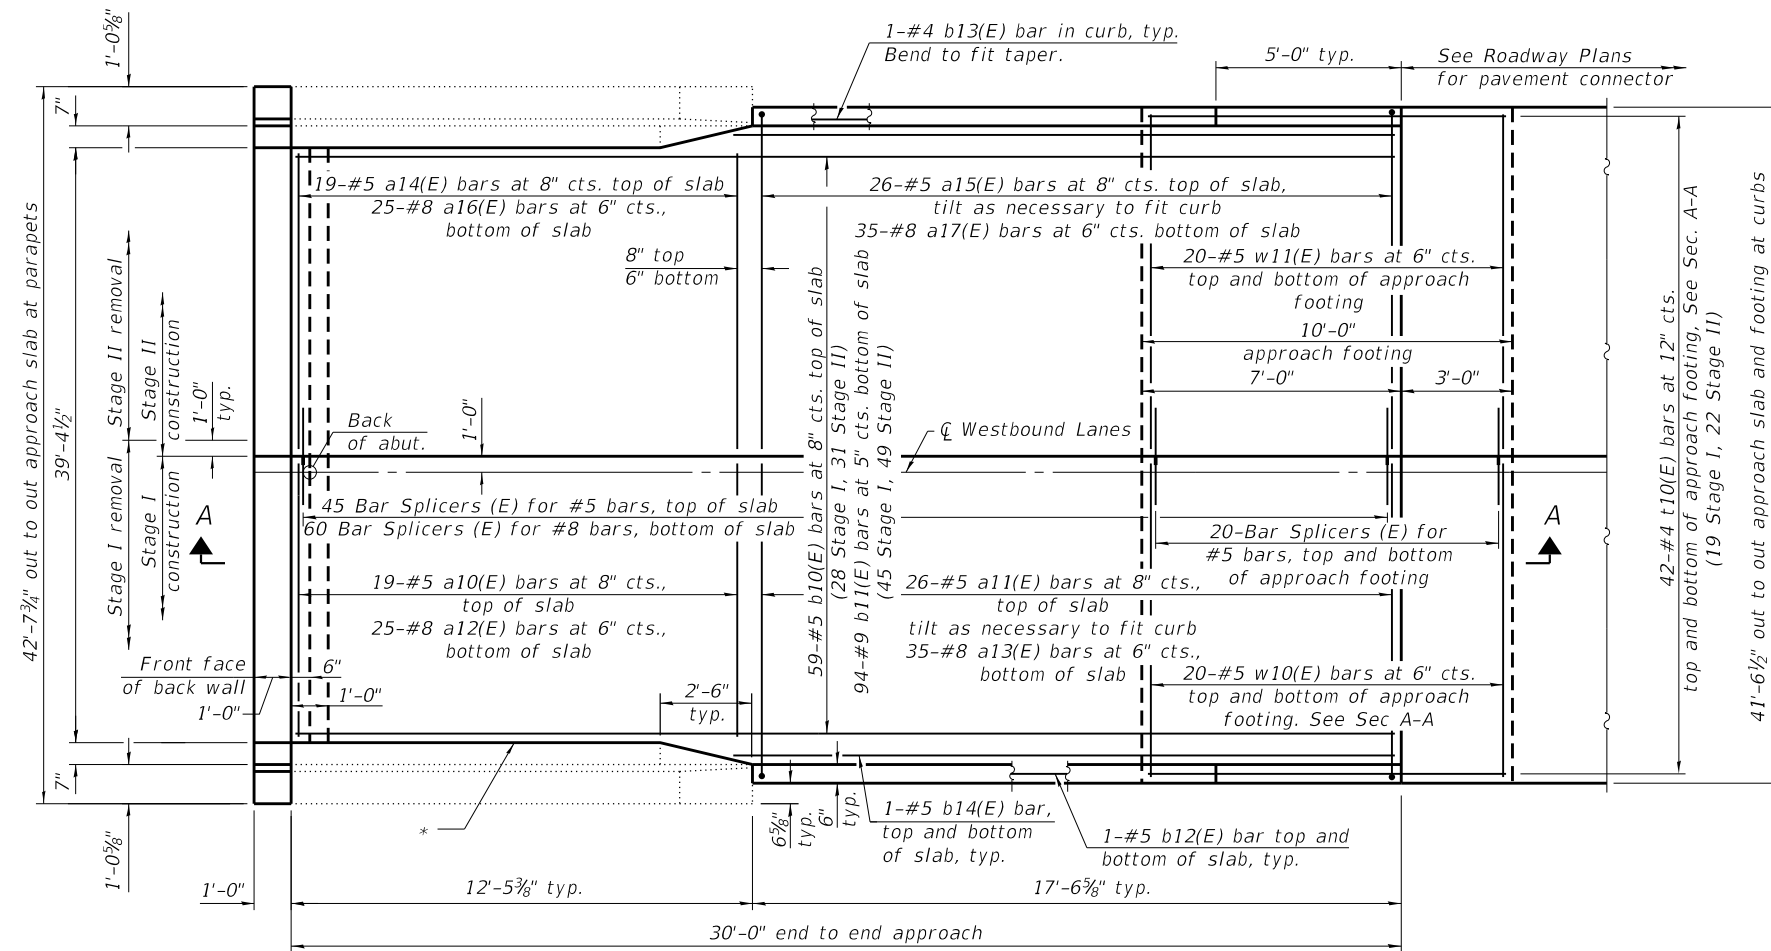 1'-0⅝"
1-#4 b13(E) bar in curb, typ.
Bend to fit taper.
5'-0" typ.
See Roadway Plans
for pavement connector
7"
42'-7¾" out to out approach slab at parapets
39'-4½"
Stage II removal
Stage II
construction
1'-0"
typ.
Stage I removal
Stage I
construction
A
19-#5 a14(E) bars at 8" cts. top of slab
25-#8 a16(E) bars at 6" cts.,
bottom of slab
8" top
6" bottom
26-#5 a15(E) bars at 8" cts. top of slab,
tilt as necessary to fit curb
35-#8 a17(E) bars at 6" cts. bottom of slab
20-#5 w11(E) bars at 6" cts.
top and bottom of approach
footing
10'-0"
approach footing
7'-0"
3'-0"
Back
of abut.
1'-0"
℄ Westbound Lanes
59-#5 b10(E) bars at 8" cts. top of slab
(28 Stage I, 31 Stage II)
94-#9 b11(E) bars at 5" cts. bottom of slab
(45 Stage I, 49 Stage II)
42-#4 t10(E) bars at 12" cts.
top and bottom of approach footing, See Sec. A-A
(19 Stage I, 22 Stage II)
41'-6½" out to out approach slab and footing at curbs
45 Bar Splicers (E) for #5 bars, top of slab
60 Bar Splicers (E) for #8 bars, bottom of slab
20-Bar Splicers (E) for
#5 bars, top and bottom
of approach footing
A
19-#5 a10(E) bars at 8" cts.,
top of slab
25-#8 a12(E) bars at 6" cts.,
bottom of slab
26-#5 a11(E) bars at 8" cts.,
top of slab
tilt as necessary to fit curb
35-#8 a13(E) bars at 6" cts.,
bottom of slab
20-#5 w10(E) bars at 6" cts.
top and bottom of approach
footing. See Sec A-A
Front face
of back wall
1'-0"
6"
1'-0"
2'-6"
typ.
7"
1'-0⅝"
*
6⅝"
typ.
6"
typ.
1-#5 b14(E) bar,
top and bottom
of slab, typ.
1-#5 b12(E) bar top and
bottom of slab, typ.
1'-0"
12'-5⅜" typ.
17'-6⅝" typ.
30'-0" end to end approach